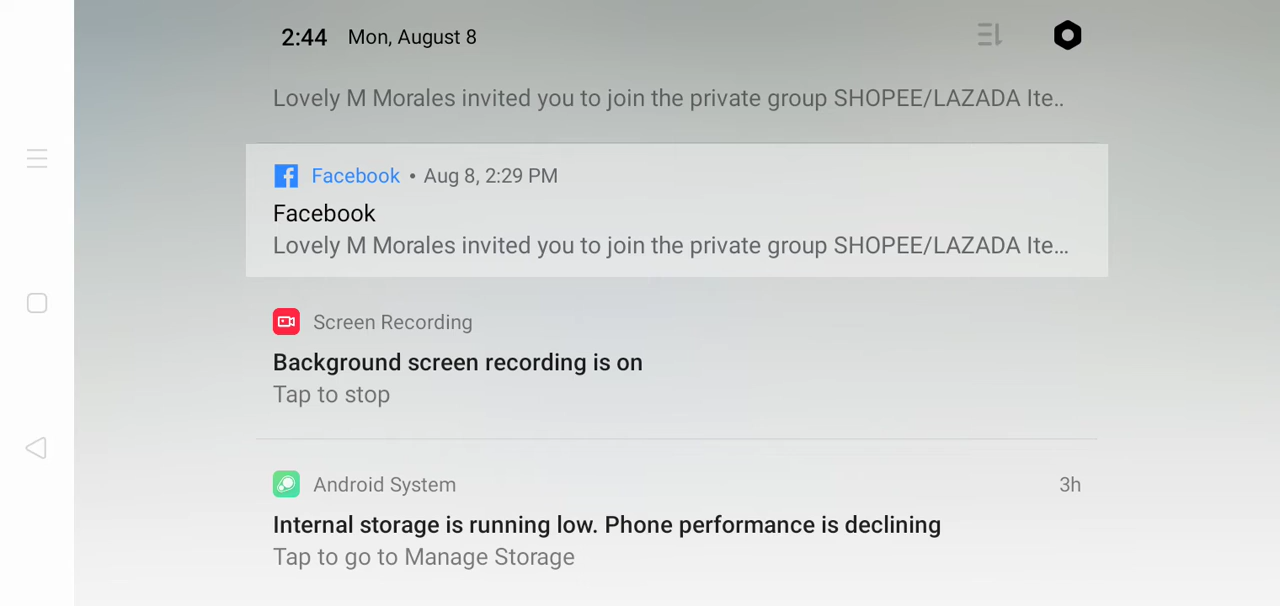 2:44 Mon, August 8
Lovely M Morales invited you to join the private group SHOPEE/LAZADA Ite..
Facebook • Aug 8, 2:29 PM
Facebook
Lovely M Morales invited you to join the private group SHOPEE/LAZADA Ite...
Screen Recording
Background screen recording is on
Tap to stop
Android System 3h
Internal storage is running low. Phone performance is declining
Tap to go to Manage Storage